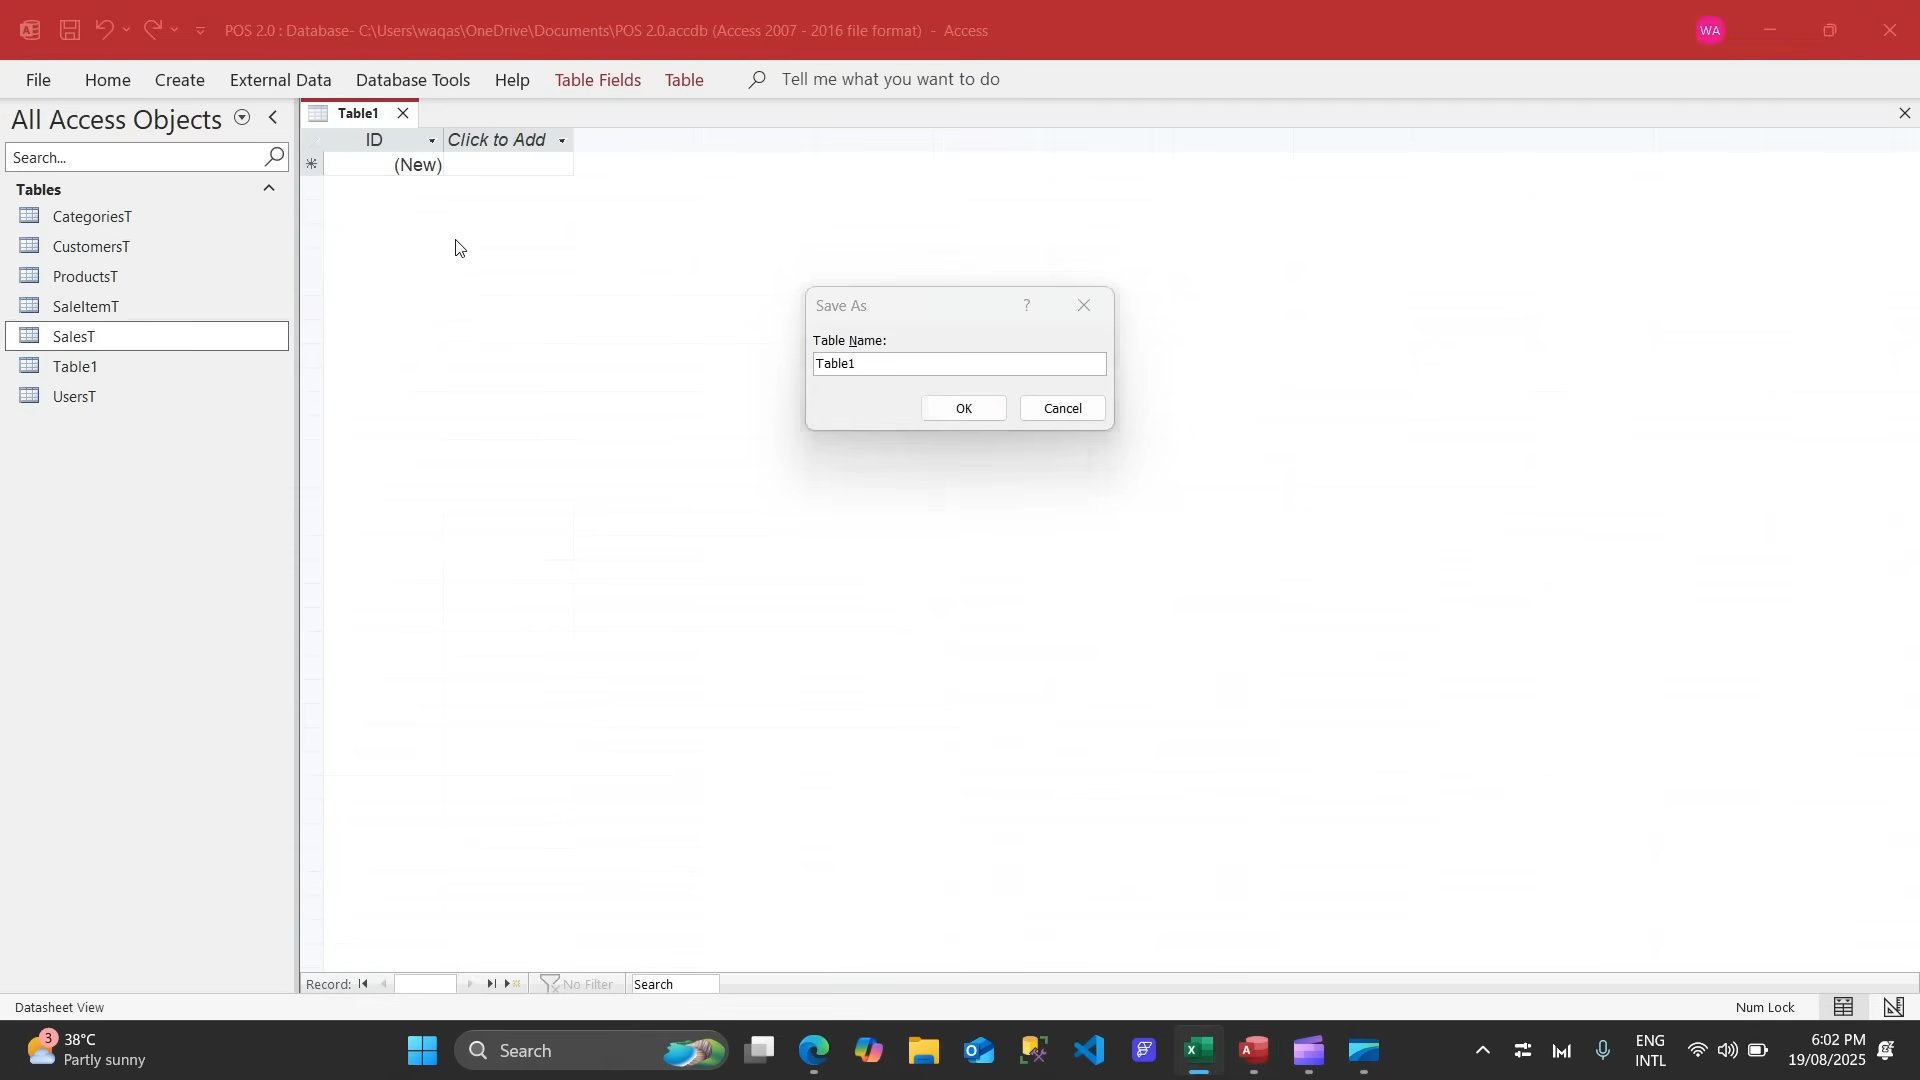 POS 2.0 : Database- C:\Users\waqas\OneDrive\Documents\POS 2.0.accdb (Access 2007 - 2016 file format) - Access
WA
File
Home
Create
External Data
Database Tools
Help
Table Fields
Table
Tell me what you want to do
All Access Objects
Search...
Tables
CategoriesT
CustomersT
ProductsT
SaleItemT
SalesT
Table1
UsersT
Table1
ID
Click to Add
(New)
Save As
?
Table Name:
Table1
OK
Cancel
Record:
No Filter
Search
Datasheet View
Num Lock
3
38°C
Partly sunny
Search
ENG
INTL
6:02 PM
19/08/2025